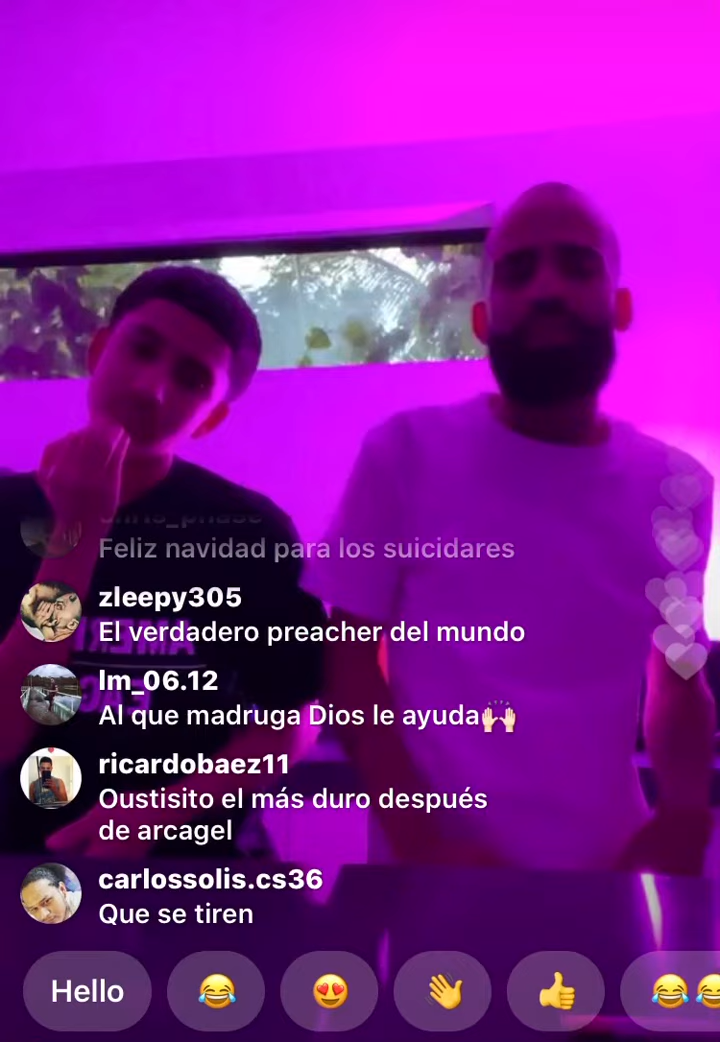 chris_phase
Feliz navidad para los suicidares
zleepy305
El verdadero preacher del mundo
lm_06.12
Al que madruga Dios le ayuda🙌🏻
ricardobaez11
Oustisito el más duro después
de arcagel
carlossolis.cs36
Que se tiren
Hello